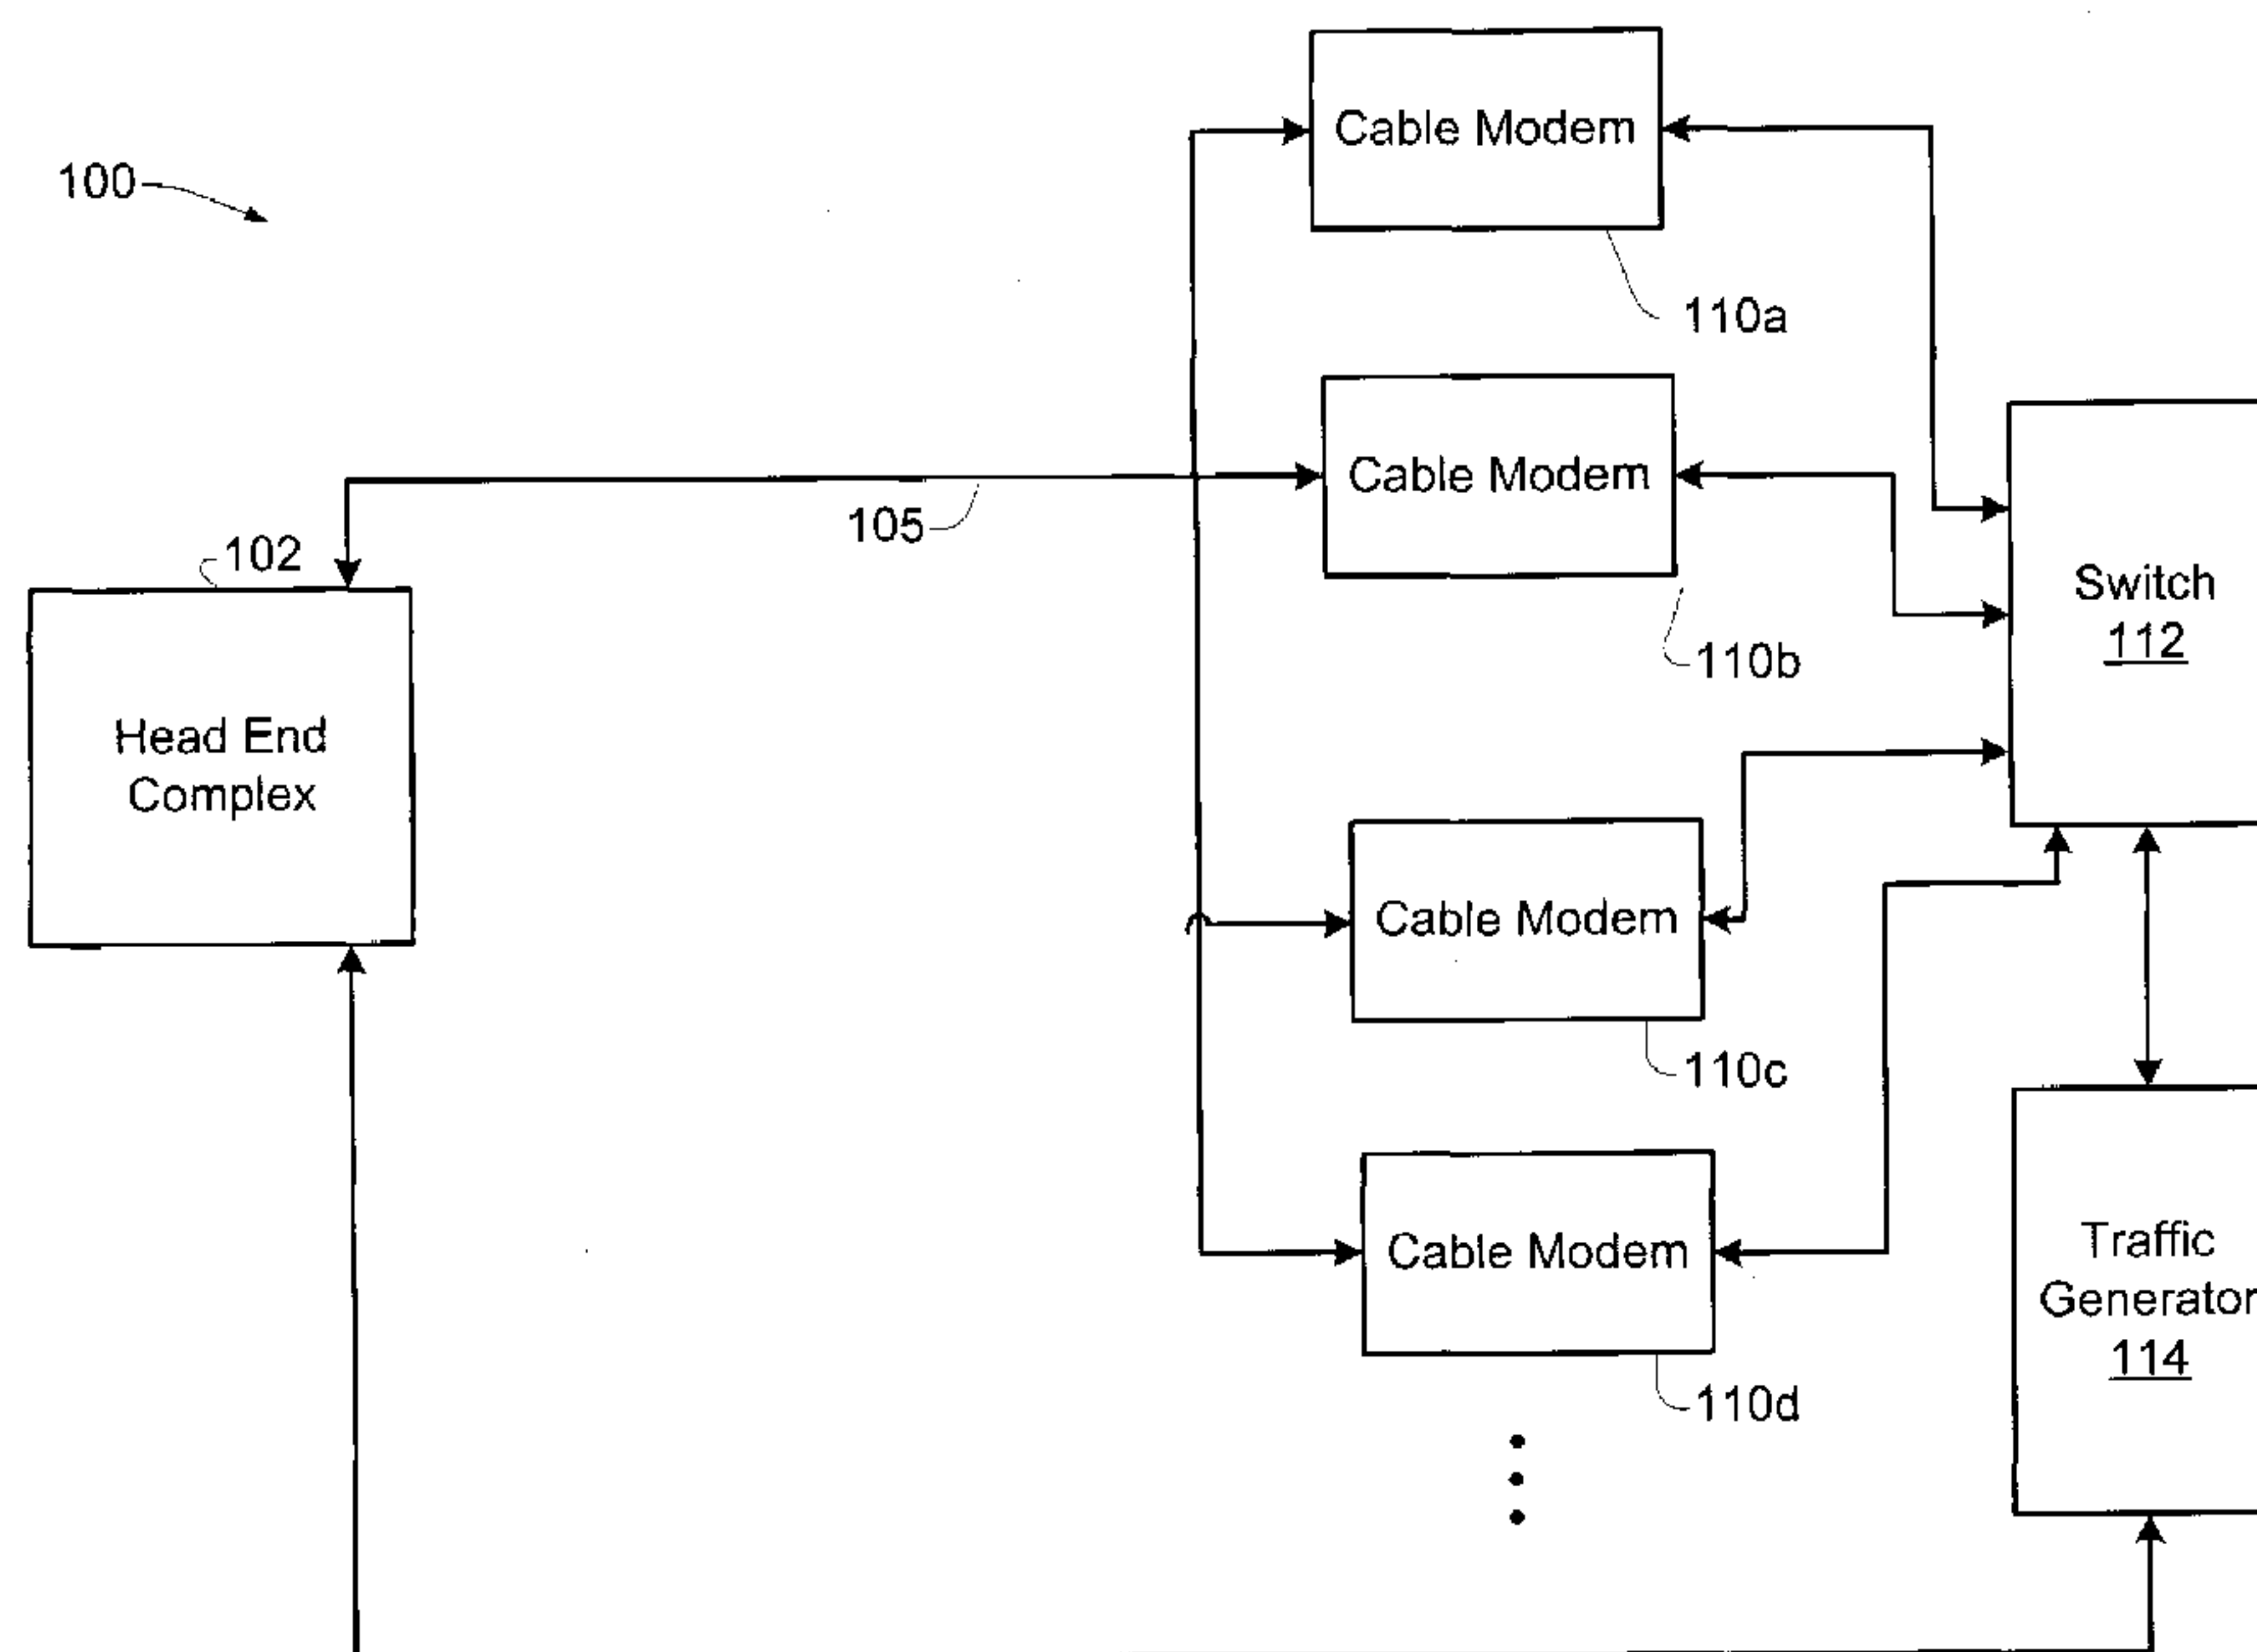 100
Cable Modem
110a
105
Cable Modem
110b
102
Head End
Complex
Switch
112
Cable Modem
110c
Cable Modem
110d
Traffic
Generator
114